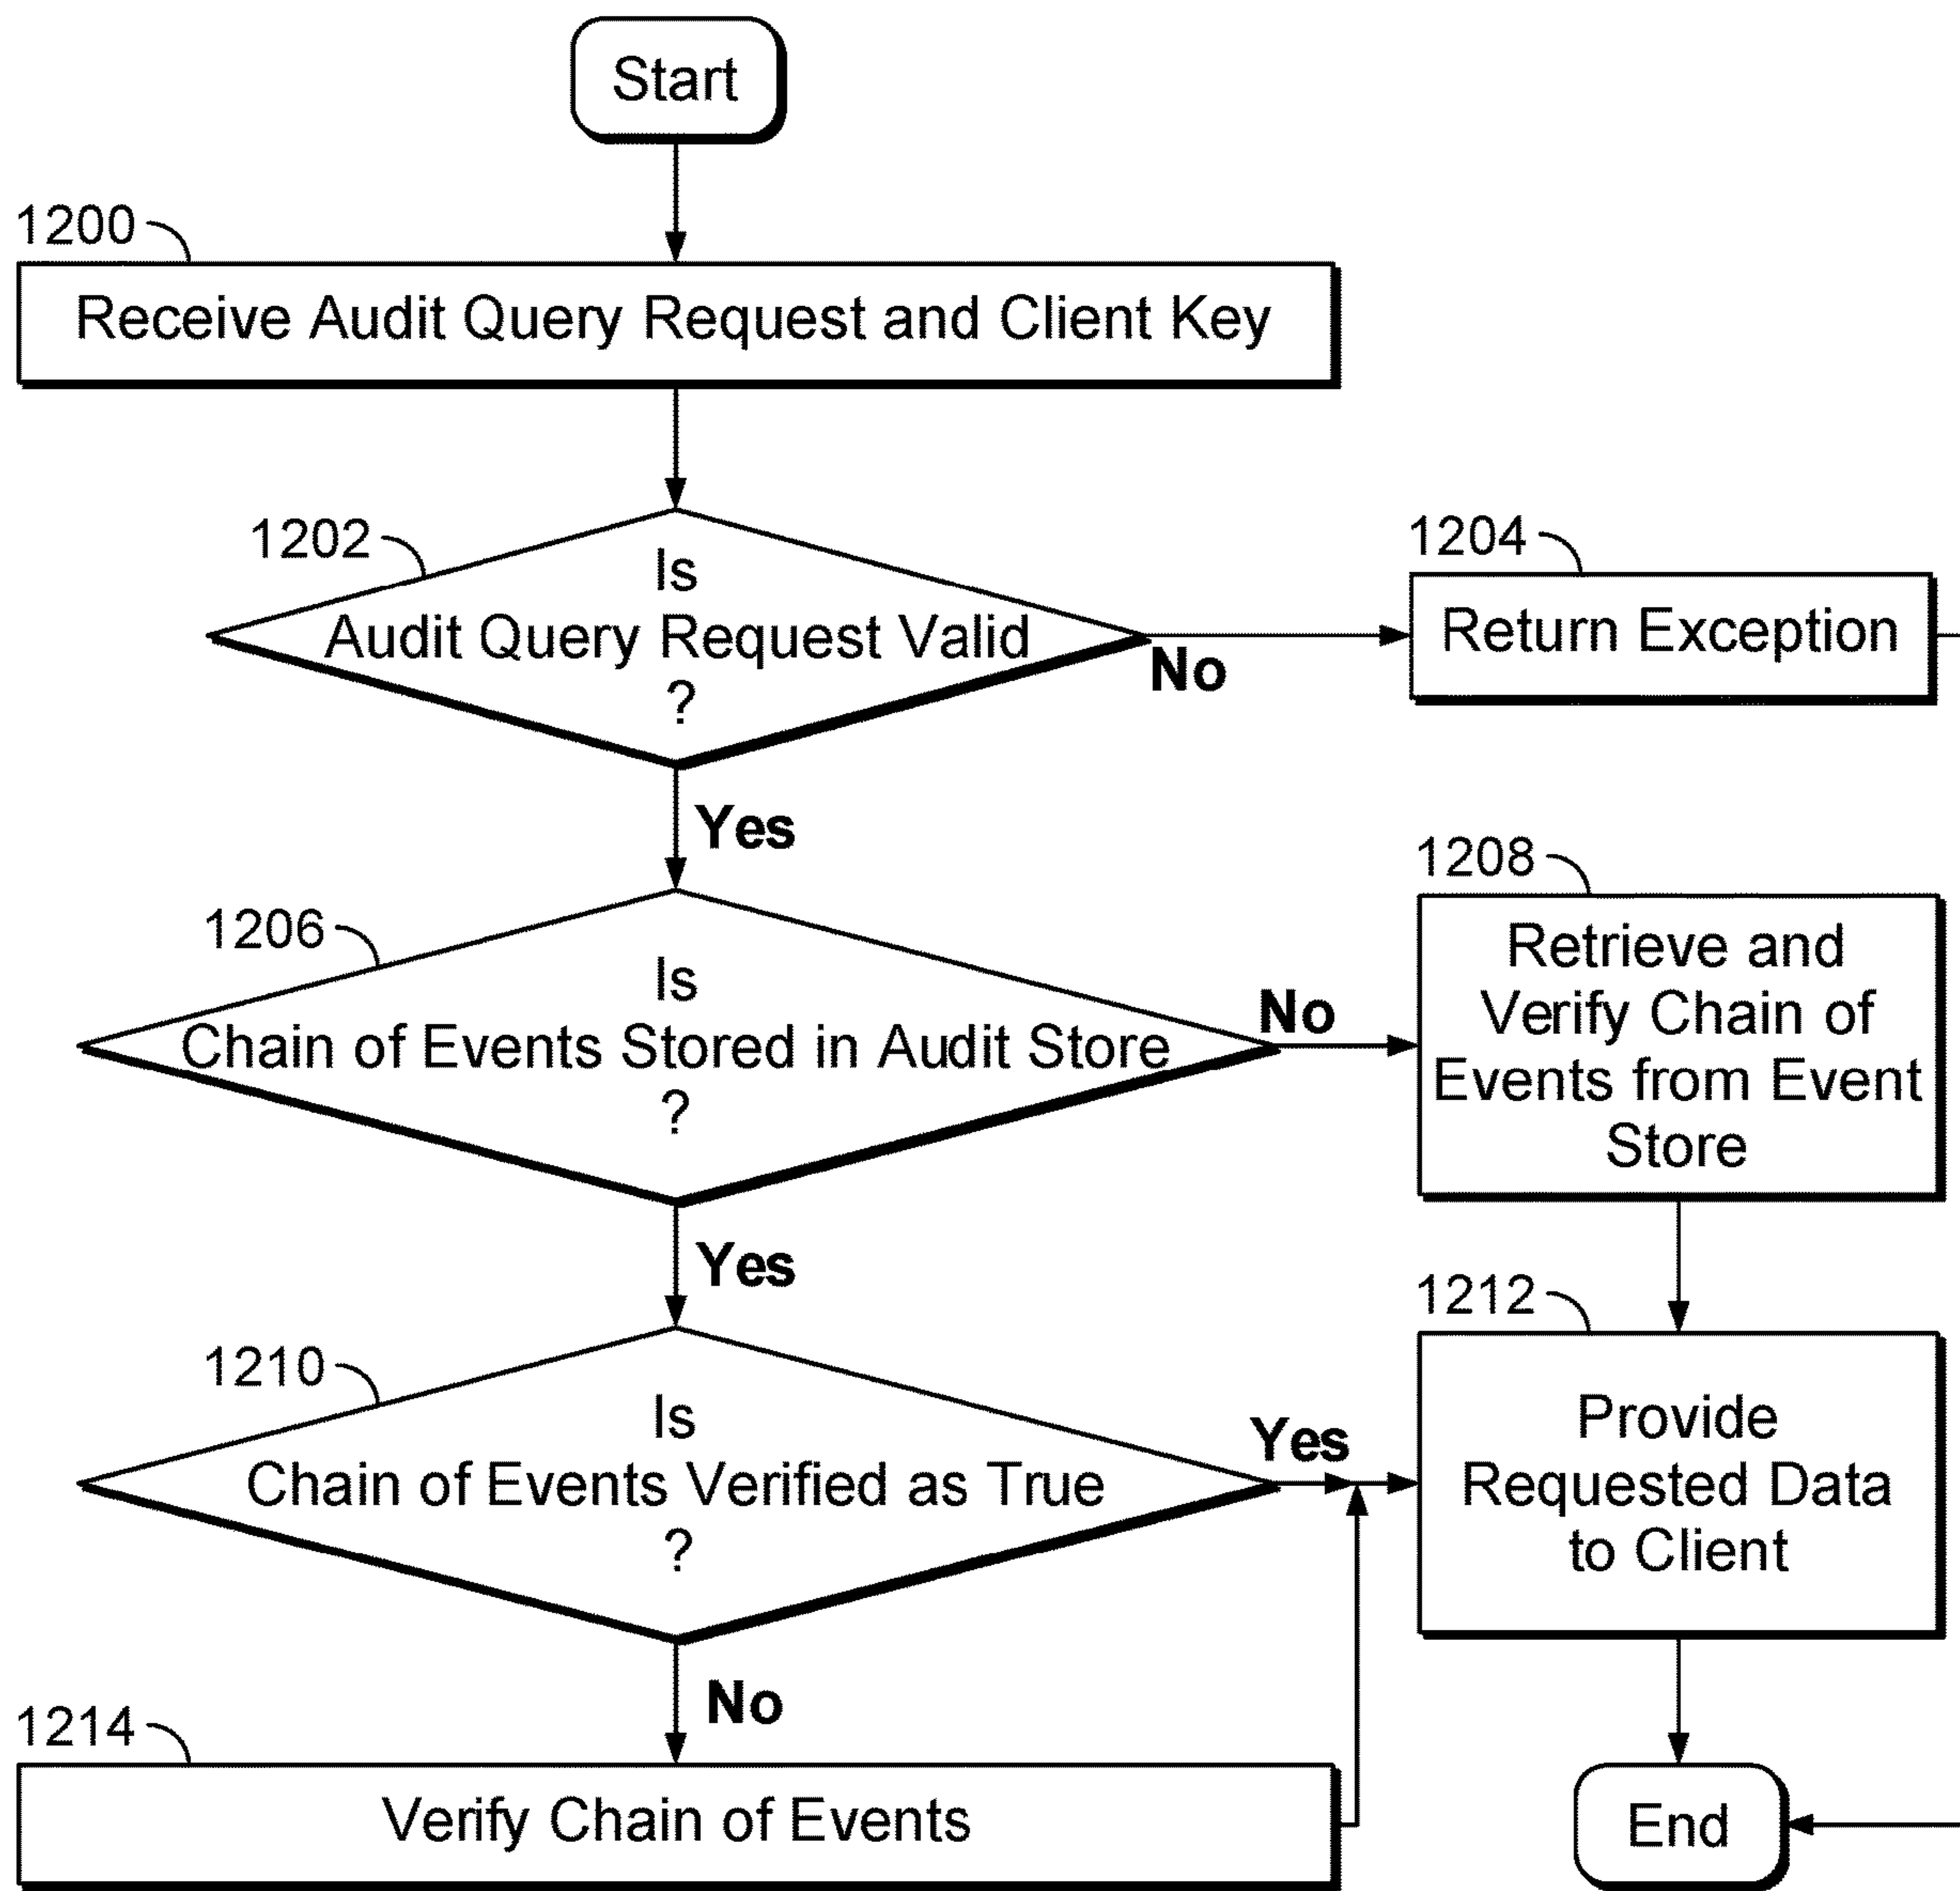 Start
1200
Receive Audit Query Request and Client Key
1202
Is
Audit Query Request Valid
?
No
1204
Return Exception
Yes
1206
Is
Chain of Events Stored in Audit Store
?
No
1208
Retrieve and
Verify Chain of
Events from Event
Store
Yes
1210
Is
Chain of Events Verified as True
?
Yes
1212
Provide
Requested Data
to Client
No
1214
Verify Chain of Events
End